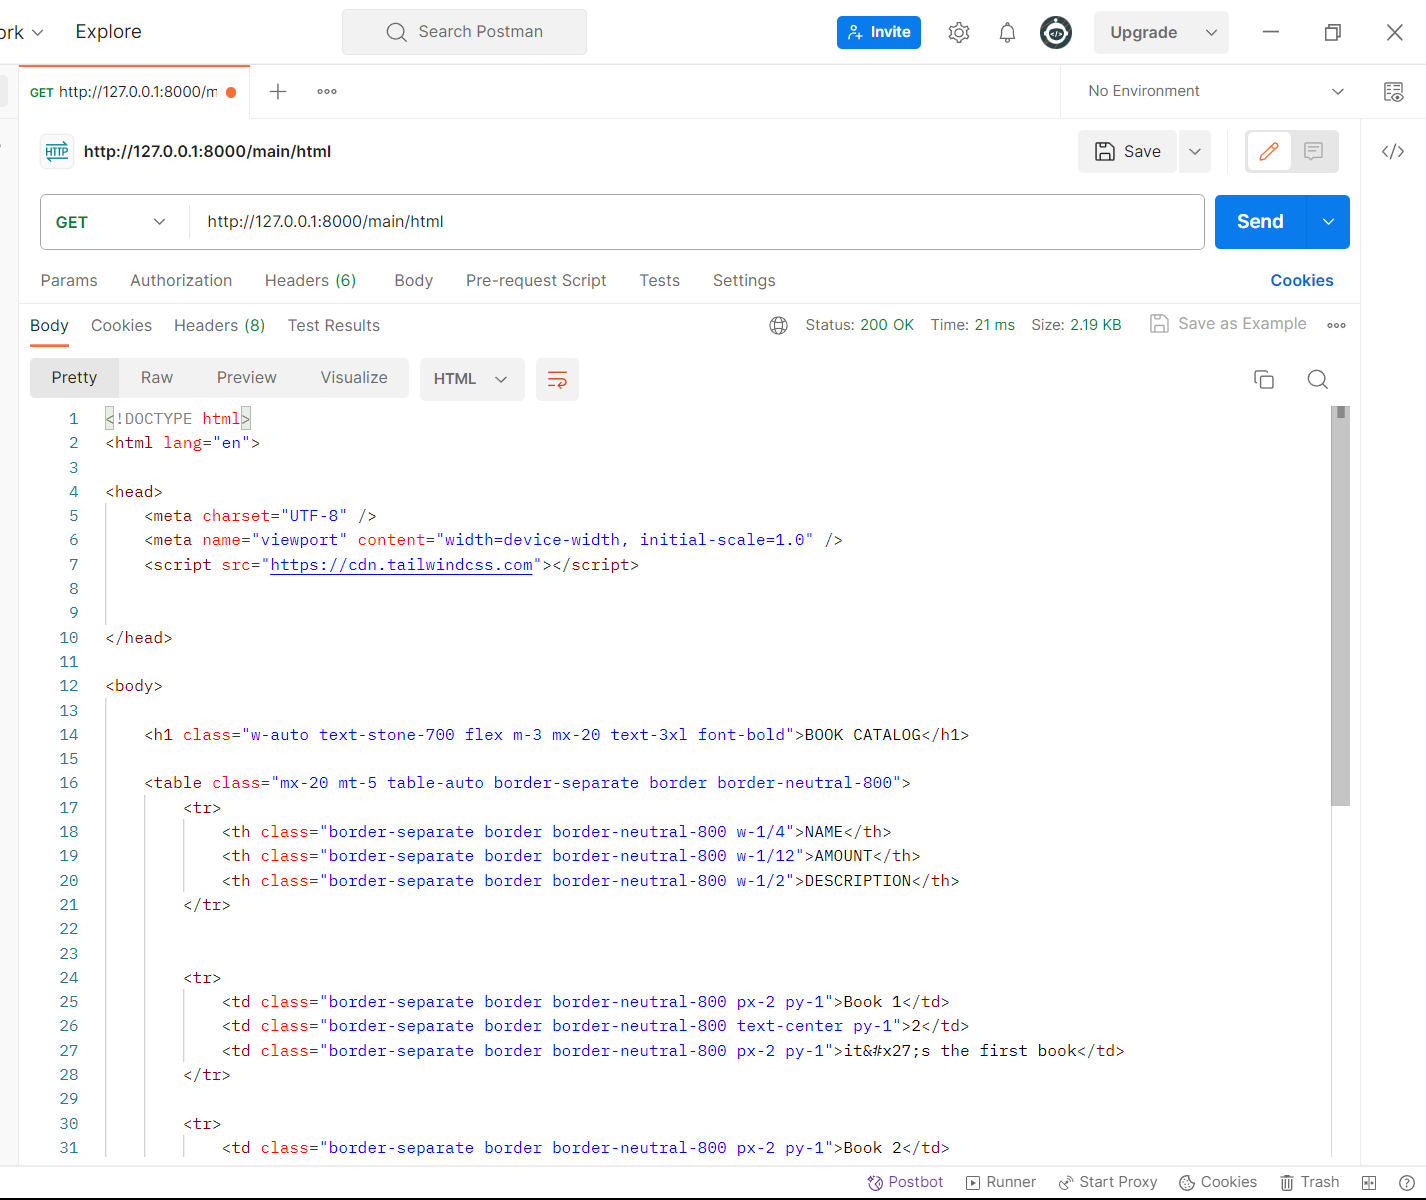 ork Explore Search Postman Invite Upgrade
GET http://127.0.0.1:8000/m No Environment
HTTP http://127.0.0.1:8000/main/html Save </>
GET http://127.0.0.1:8000/main/html Send
Params Authorization Headers (6) Body Pre-request Script Tests Settings Cookies
Body Cookies Headers (8) Test Results Status: 200 OK Time: 21 ms Size: 2.19 KB Save as Example
Pretty Raw Preview Visualize HTML
1 <!DOCTYPE html>
2 <html lang="en">
3
4 <head>
5 <meta charset="UTF-8" />
6 <meta name="viewport" content="width=device-width, initial-scale=1.0" />
7 <script src="https://cdn.tailwindcss.com"></script>
8
9
10 </head>
11
12 <body>
13
14 <h1 class="w-auto text-stone-700 flex m-3 mx-20 text-3xl font-bold">BOOK CATALOG</h1>
15
16 <table class="mx-20 mt-5 table-auto border-separate border border-neutral-800">
17 <tr>
18 <th class="border-separate border border-neutral-800 w-1/4">NAME</th>
19 <th class="border-separate border border-neutral-800 w-1/12">AMOUNT</th>
20 <th class="border-separate border border-neutral-800 w-1/2">DESCRIPTION</th>
21 </tr>
22
23
24 <tr>
25 <td class="border-separate border border-neutral-800 px-2 py-1">Book 1</td>
26 <td class="border-separate border border-neutral-800 text-center py-1">2</td>
27 <td class="border-separate border border-neutral-800 px-2 py-1">it&#x27;s the first book</td>
28 </tr>
29
30 <tr>
31 <td class="border-separate border border-neutral-800 px-2 py-1">Book 2</td>
Postbot Runner Start Proxy Cookies Trash